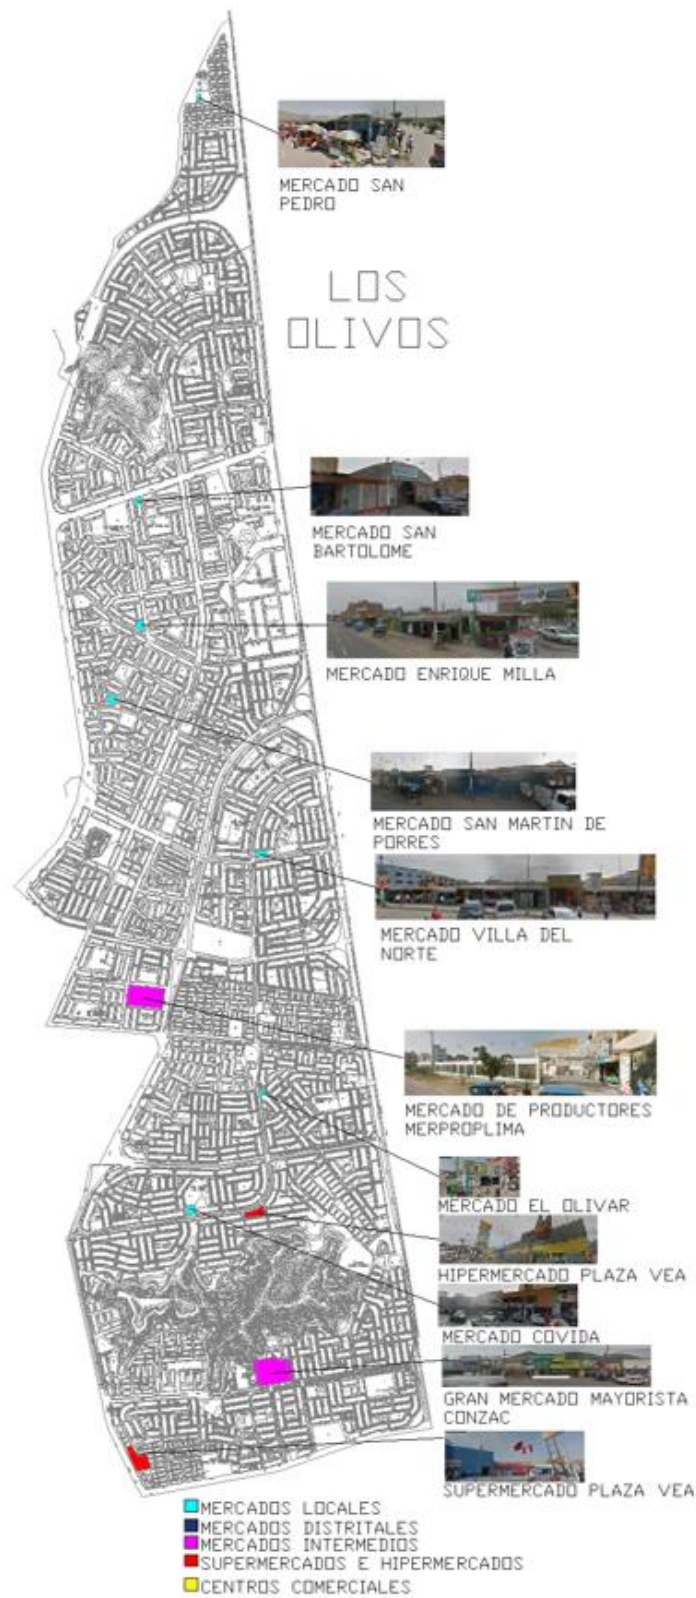 MERCADO SAN
PEDRO
LOS
OLIVOS
MERCADO SAN
BARTOLOME
MERCADO ENRIQUE MILLA
MERCADO SAN MARTIN DE
PORRES
MERCADO VILLA DEL
NORTE
MERCADO DE PRODUCTORES
MERPROPLIMA
MERCADO EL OLIVAR
HIPERMERCADO PLAZA VEA
MERCADO COVIDA
GRAN MERCADO MAYORISTA
CONZAC
SUPERMERCADO PLAZA VEA
MERCADOS LOCALES
MERCADOS DISTRITALES
MERCADOS INTERMEDIOS
SUPERMERCADOS E HIPERMERCADOS
CENTROS COMERCIALES